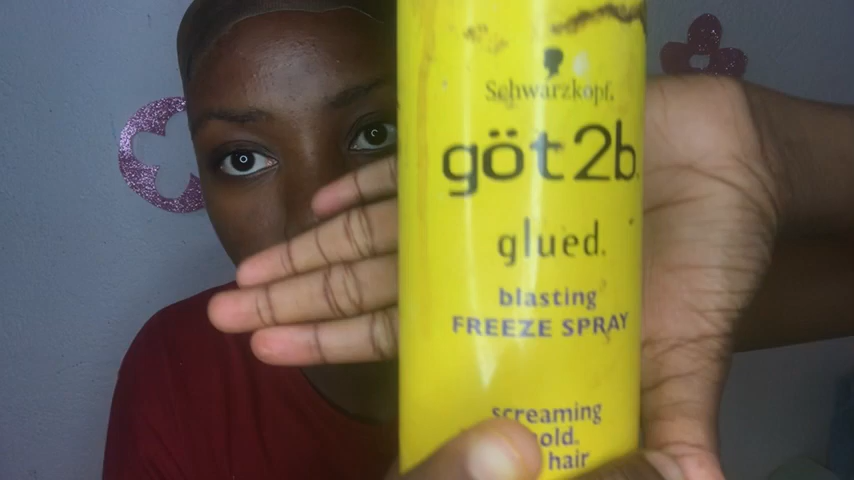 Schwarzkopf.
göt2b.
glued.
blasting
FREEZE SPRAY
screaming
hold.
hair